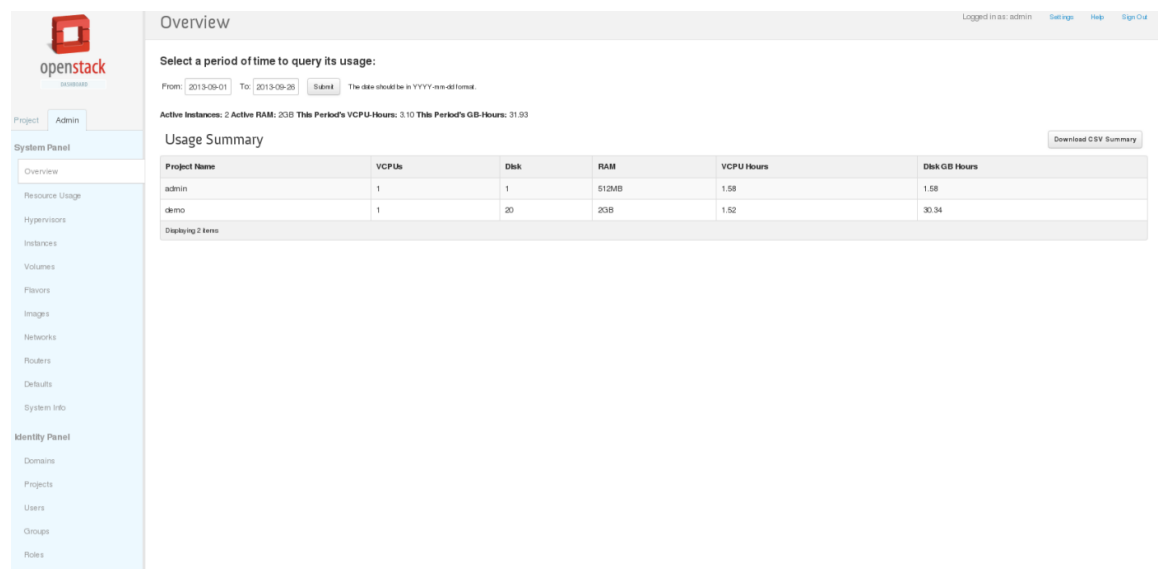 Overview
Logged in as: admin Settings Help Sign Out
openstack
DASHBOARD
Project Admin
System Panel
Overview
Resource Usage
Hypervisors
Instances
Volumes
Flavors
Images
Networks
Routers
Defaults
System Info
Identity Panel
Domains
Projects
Users
Groups
Roles
Select a period of time to query its usage:
From: 2013-09-01 To: 2013-09-26 Submit The date should be in YYYY-mm-dd format.
Active Instances: 2 Active RAM: 2GB This Period's VCPU-Hours: 3.10 This Period's GB-Hours: 31.93
Usage Summary
Download CSV Summary
Project Name VCPUs Disk RAM VCPU Hours Disk GB Hours
admin 1 1 512MB 1.58 1.58
demo 1 20 2GB 1.52 30.34
Displaying 2 items